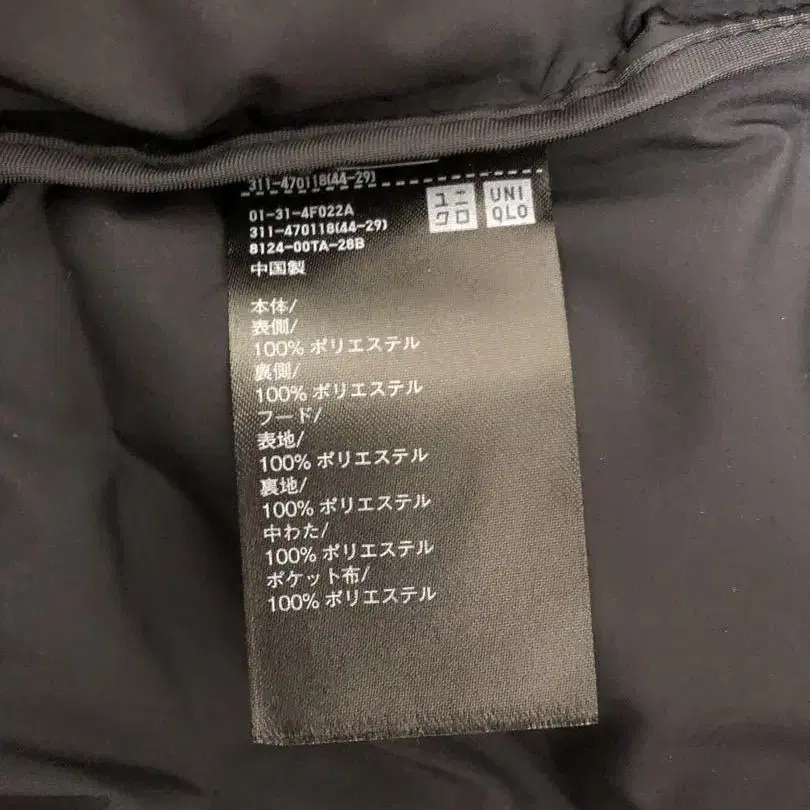 311-470118(44-29)
ユニ
クロ
UNI
QLO
01-31-4F022A
311-470118(44-29)
8124-00TA-28B
中国製
本体/
表側/
100% ポリエステル
裏側/
100% ポリエステル
フード/
表地/
100% ポリエステル
裏地/
100% ポリエステル
中わた/
100% ポリエステル
ポケット布/
100% ポリエステル